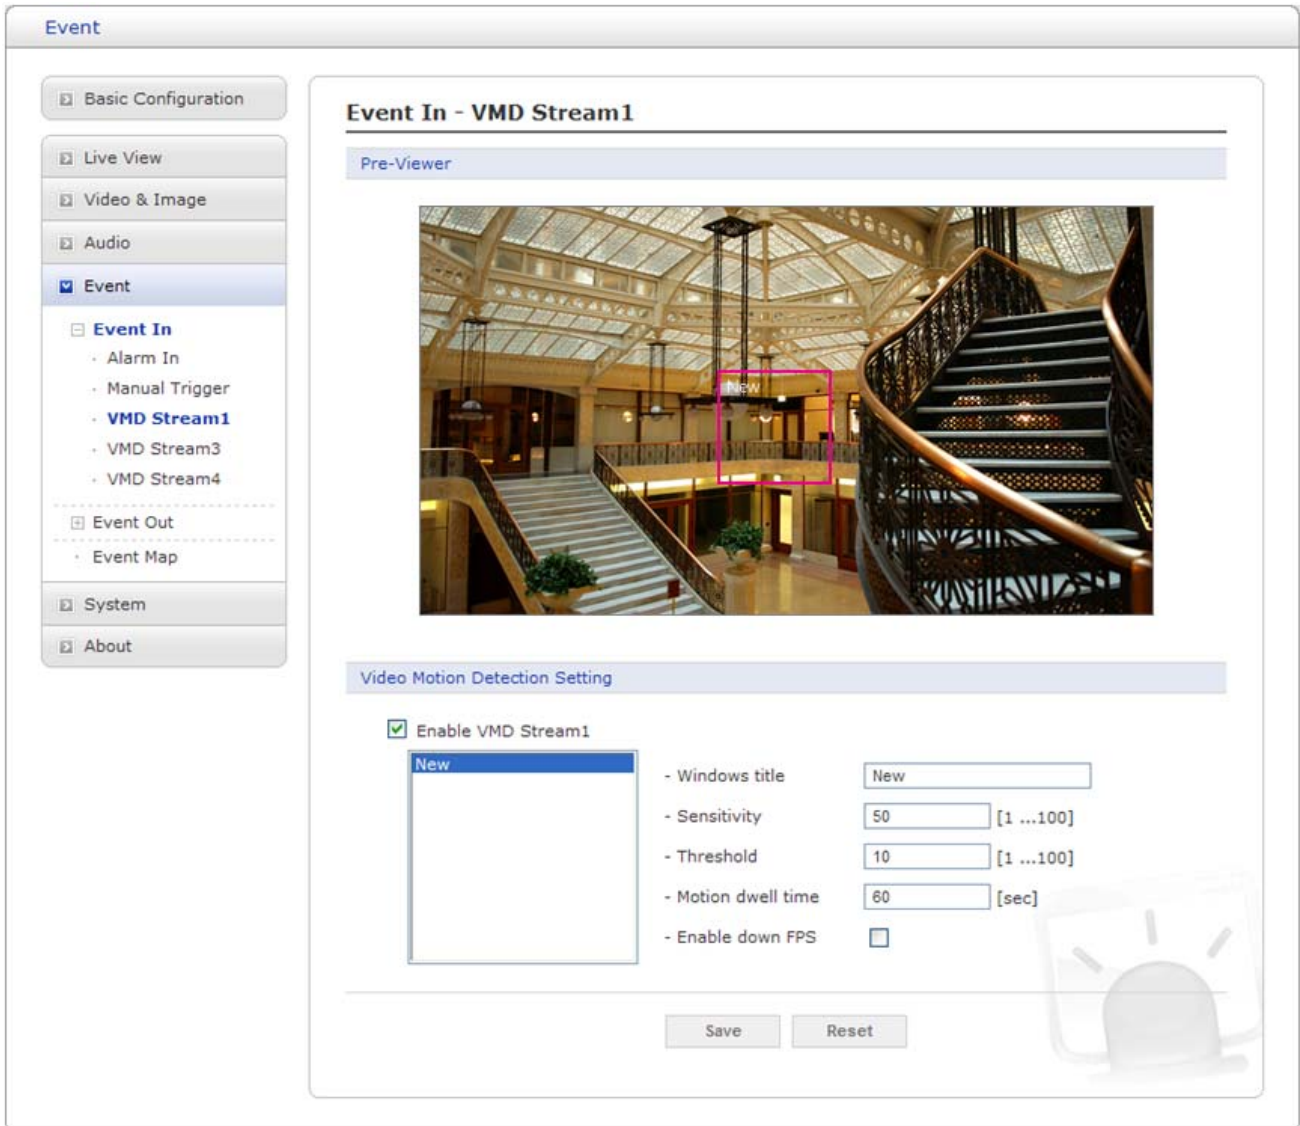 Event
Basic Configuration
Live View
Video & Image
Audio
Event
Event In
Alarm In
Manual Trigger
VMD Stream1
VMD Stream3
VMD Stream4
Event Out
Event Map
System
About
Event In - VMD Stream1
Pre-Viewer
New
Video Motion Detection Setting
Enable VMD Stream1
New
- Windows title New
- Sensitivity 50 [1 ...100]
- Threshold 10 [1 ...100]
- Motion dwell time 60 [sec]
- Enable down FPS
Save Reset